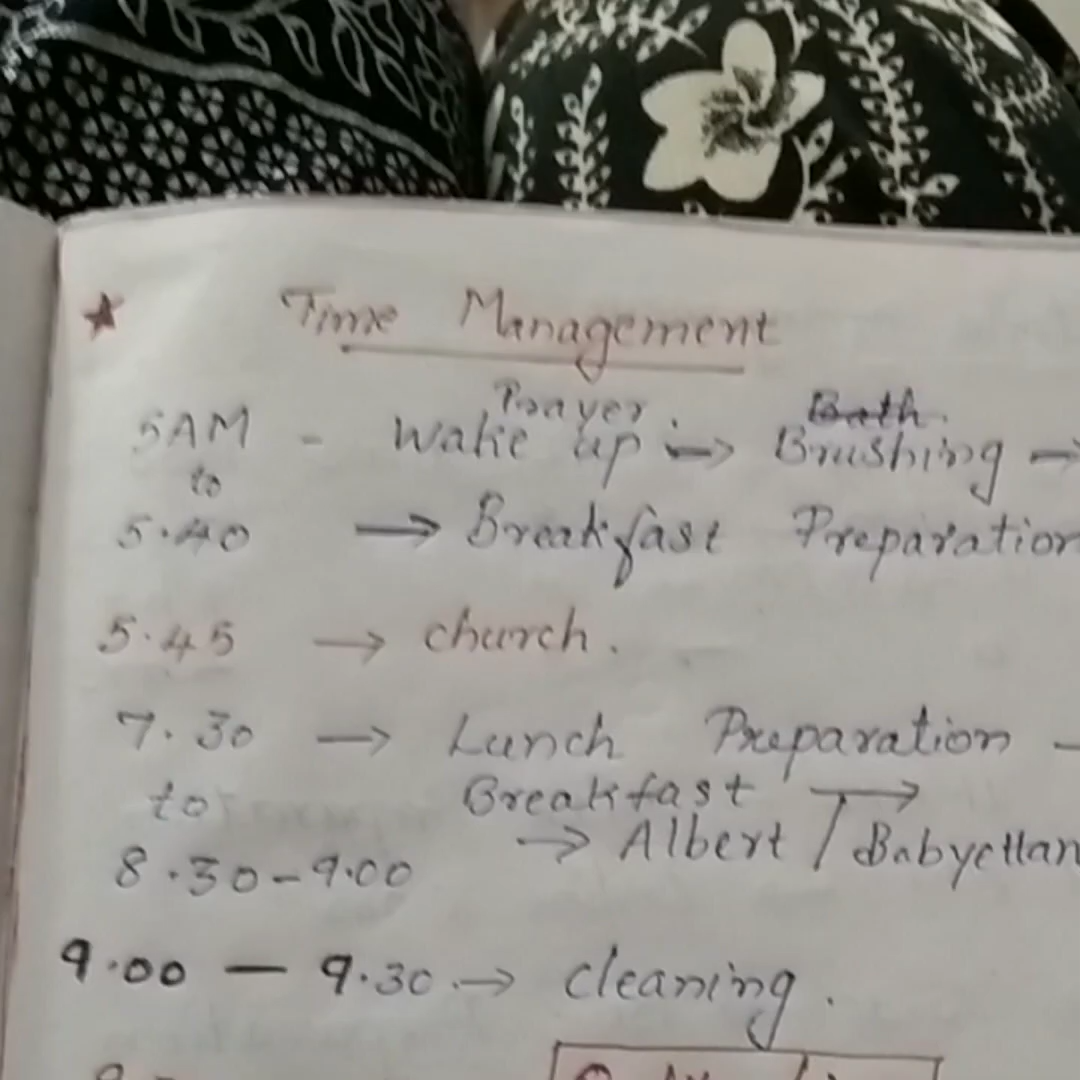 ★ Time Management
Prayer. Bath.
5AM - Wake up → Brushing →
to
5.40 → Breakfast Preparation
5.45 → church.
7.30 → Lunch Preparation -
to Breakfast →
→ Albert / Babyettan
8.30-9.00
9.00 - 9.30 → cleaning.